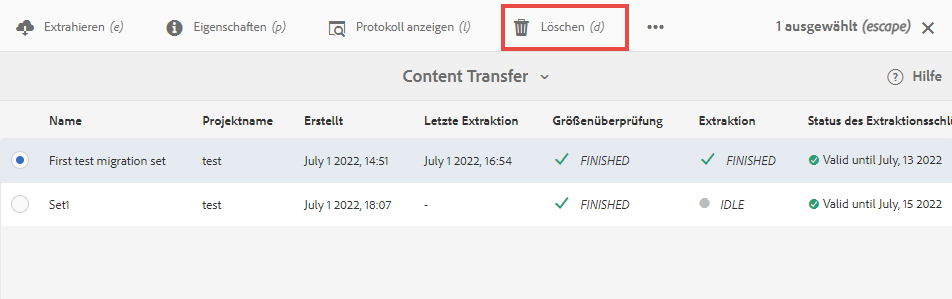 Extrahieren (e) Eigenschaften (p) Protokoll anzeigen (l) Löschen (d) ••• 1 ausgewählt (escape)
Content Transfer Hilfe
Name Projektname Erstellt Letzte Extraktion Größenüberprüfung Extraktion Status des Extraktionsschl
First test migration set test July 1 2022, 14:51 July 1 2022, 16:54 FINISHED FINISHED Valid until July, 13 2022
Set1 test July 1 2022, 18:07 - FINISHED IDLE Valid until July, 15 2022